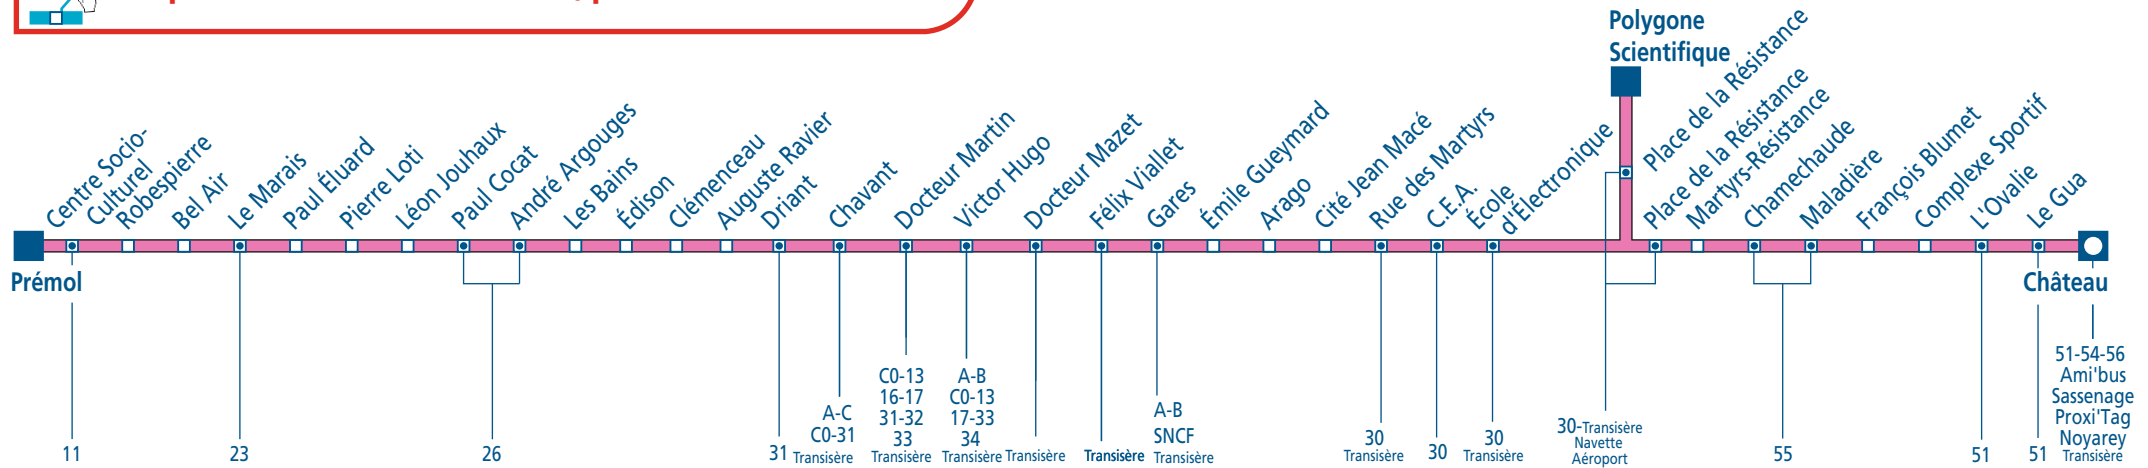 Polygone
Scientifique
Centre Socio-
Culturel
Robespierre
Bel Air
Le Marais
Paul Éluard
Pierre Loti
Léon Jouhaux
Paul Cocat
André Argouges
Les Bains
Édison
Clémenceau
Auguste Ravier
Driant
Chavant
Docteur Martin
Victor Hugo
Docteur Mazet
Félix Viallet
Gares
Émile Gueymard
Arago
Cité Jean Macé
Rue des Martyrs
C.E.A.
École
d'Électronique
Place de la Résistance
Place de la Résistance
Martyrs-Résistance
Chamechaude
Maladière
François Blumet
Complexe Sportif
L'Ovalie
Le Gua
Prémol
Château
11
23
26
31
A-C
C0-31
Transisère
C0-13
16-17
31-32
33
Transisère
A-B
C0-13
17-33
34
Transisère
Transisère
Transisère
A-B
SNCF
Transisère
30
Transisère
30
30
Transisère
30-Transisère
Navette
Aéroport
55
51
51
51-54-56
Ami'bus
Sassenage
Proxi'Tag
Noyarey
Transisère